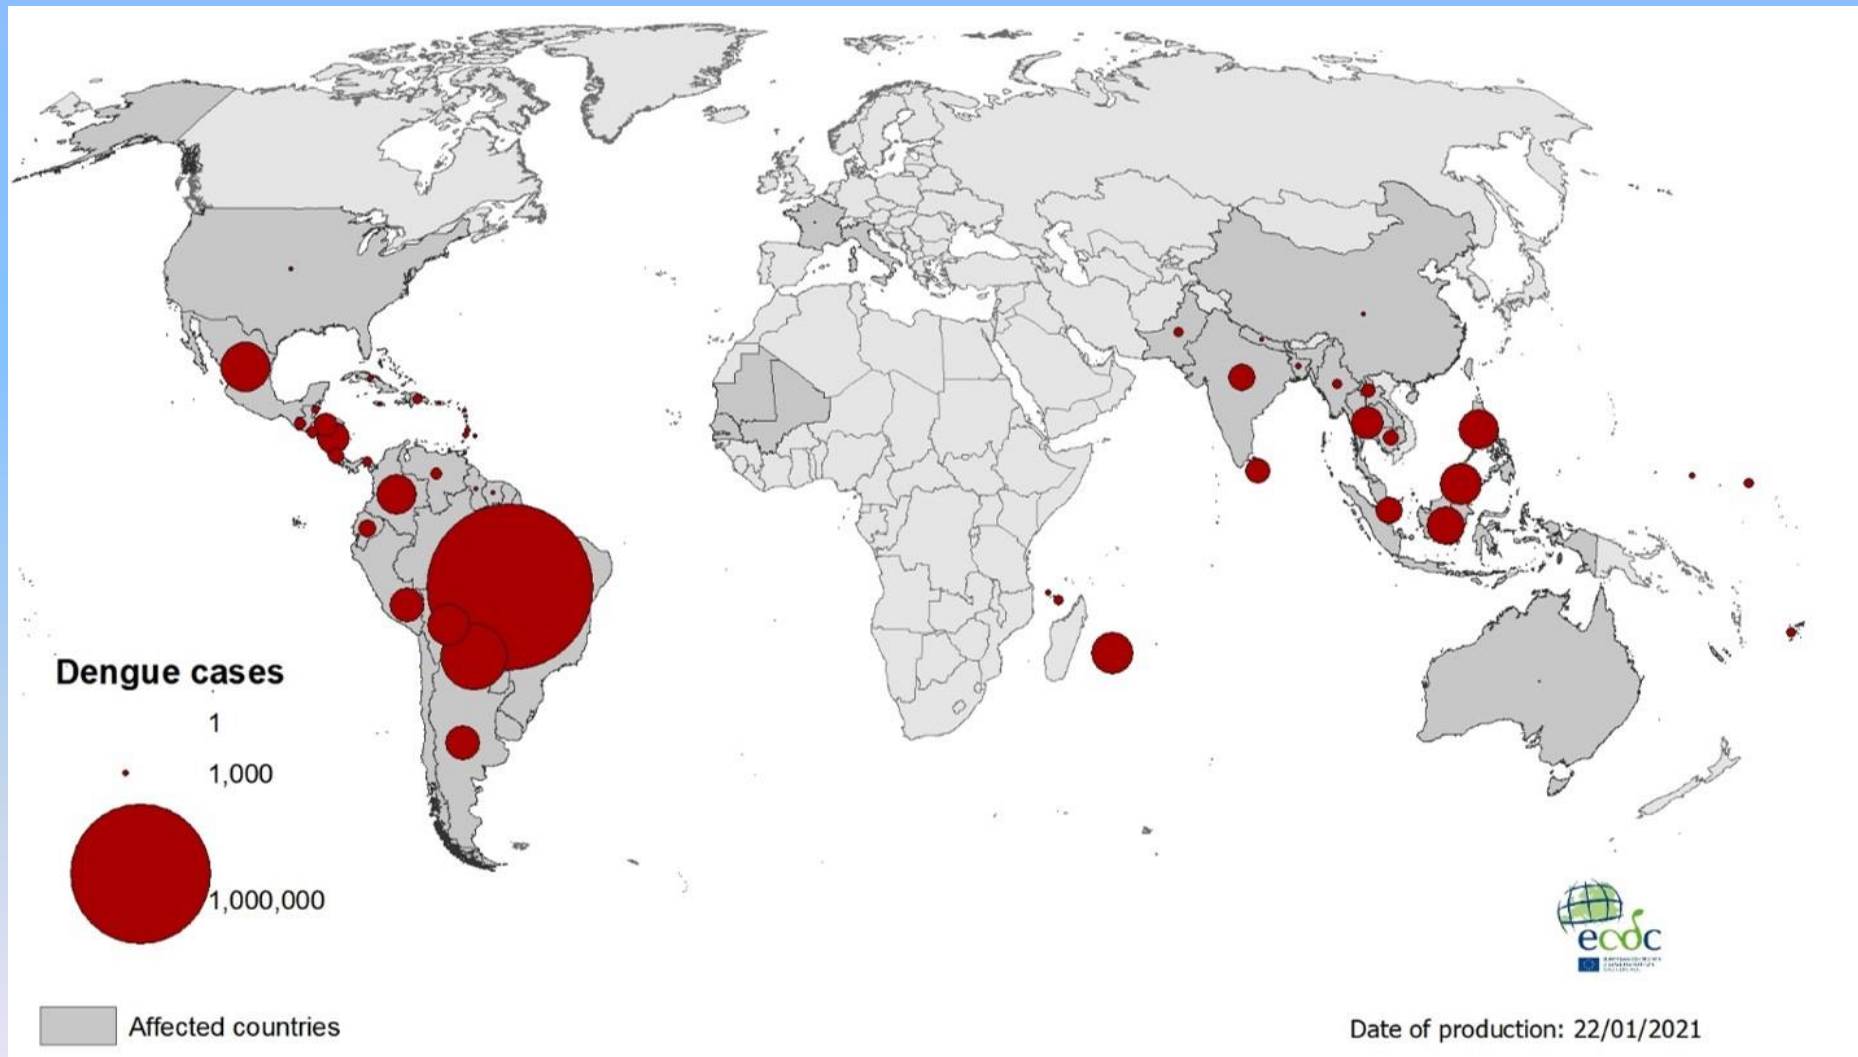 Dengue cases
1
1,000
1,000,000
Affected countries
ecdc
Date of production: 22/01/2021